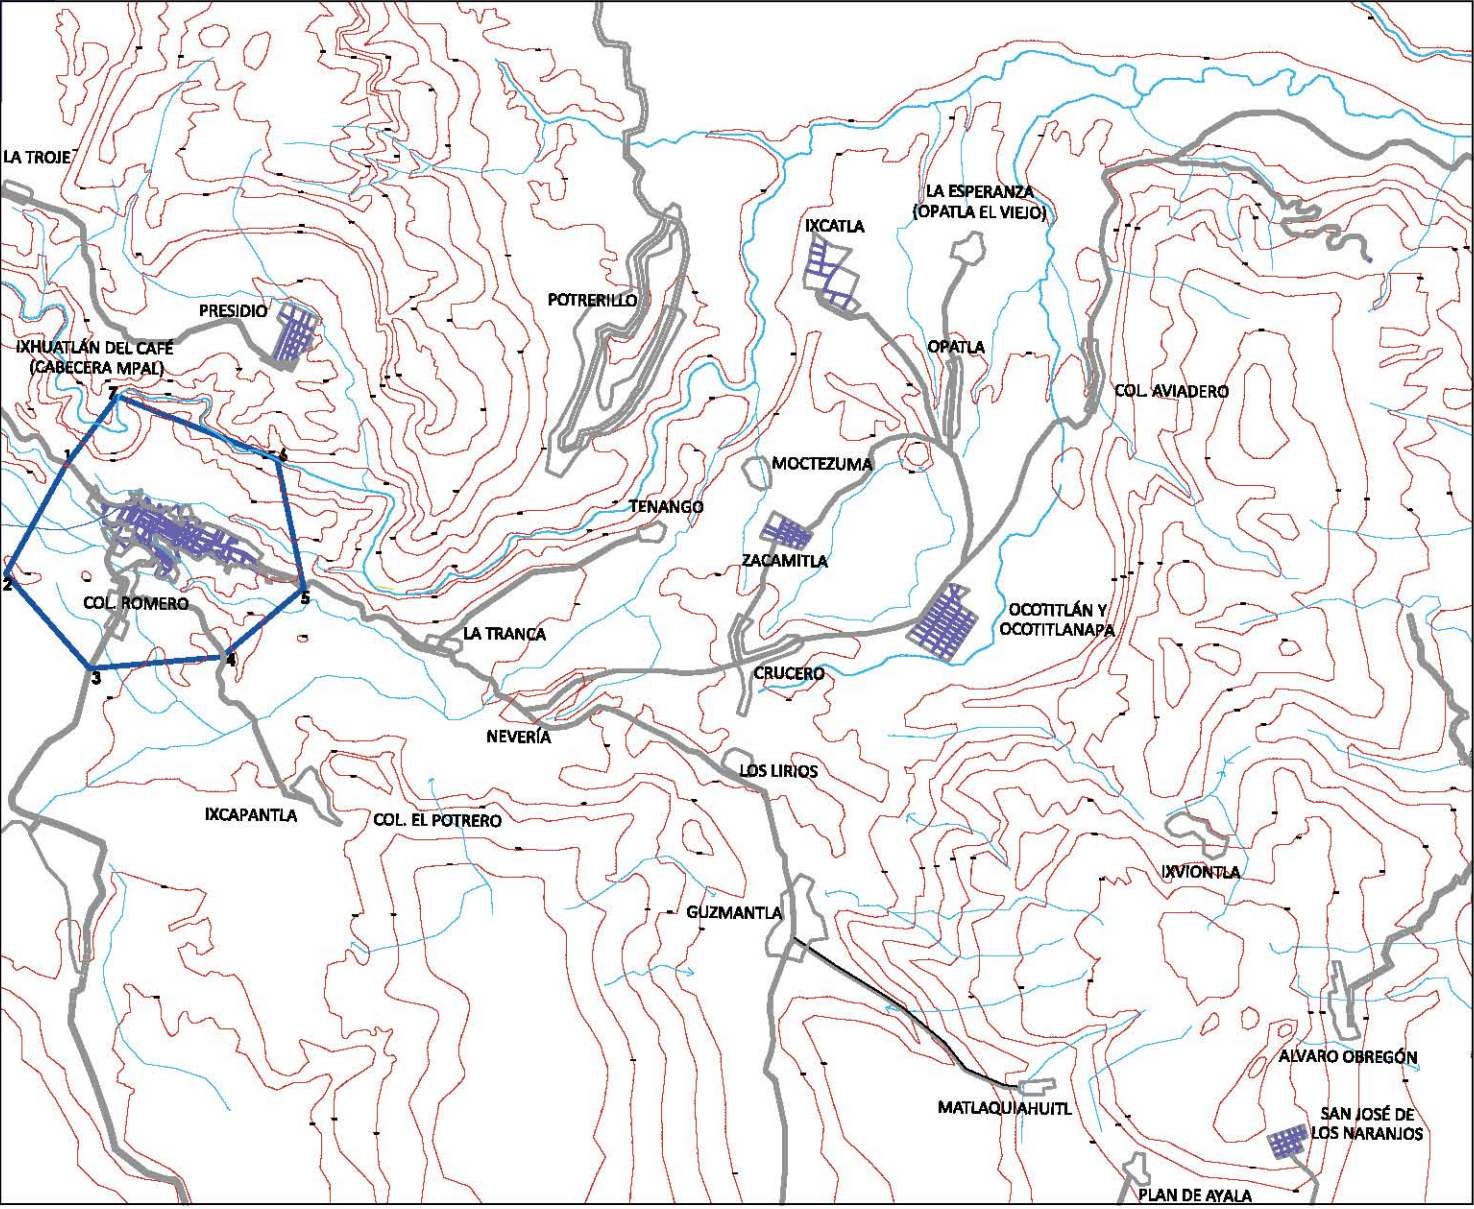 LA TROJE
LA ESPERANZA
(OPATLA EL VIEJO)
IXCATLA
POTRERILLO
PRESIDIO
IXHUATLÁN DEL CAFÉ
(CABECERA MPAL)
OPATLA
COL. AVIADERO
7
1
6
MOCTEZUMA
TENANGO
ZACAMITLA
2
5
COL. ROMERO
OCOTITLÁN Y
OCOTITLANAPA
LA TRANCA
4
3
CRUCERO
NEVERÍA
LOS LIRIOS
IXCAPANTLA
COL. EL POTRERO
IXVIONTLA
GUZMANTLA
ALVARO OBREGÓN
MATLAQUIAHUITL
SAN JOSÉ DE
LOS NARANJOS
PLAN DE AYALA